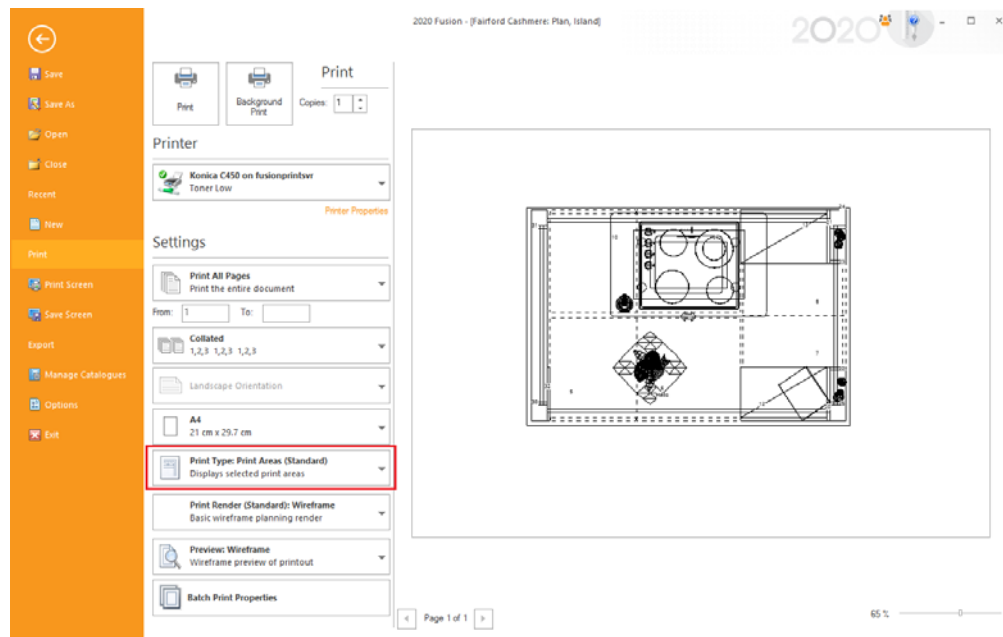 2020 Fusion - [Fairford Cashmere: Plan, Island]
2020
Save
Save As
Open
Close
Recent
New
Print
Print Screen
Save Screen
Export
Manage Catalogues
Options
Exit
Print
Print
Background
Print
Copies: 1
Printer
Konica C450 on fusionprintsvr
Toner Low
Printer Properties
Settings
Print All Pages
Print the entire document
From: 1 To:
Collated
1,2,3 1,2,3 1,2,3
Landscape Orientation
A4
21 cm x 29.7 cm
Print Type: Print Areas (Standard)
Displays selected print areas
Print Render (Standard): Wireframe
Basic wireframe planning render
Preview: Wireframe
Wireframe preview of printout
Batch Print Properties
Page 1 of 1
65 %